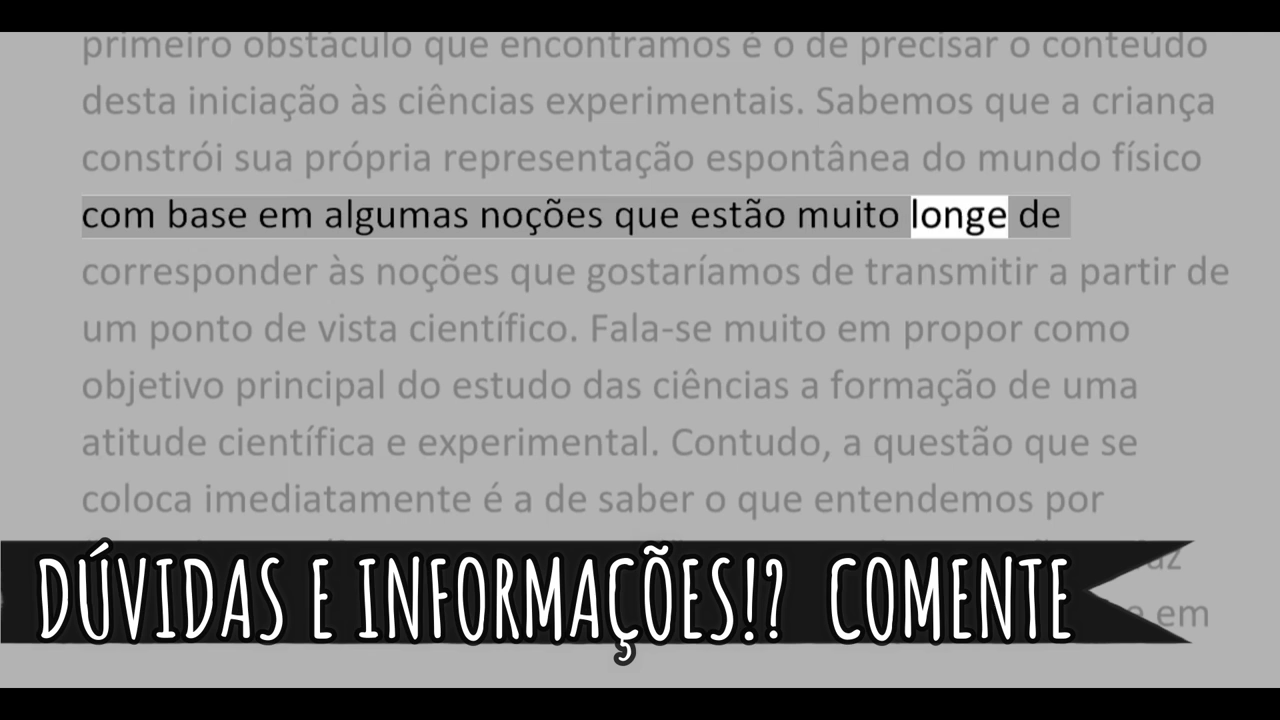 primeiro obstáculo que encontramos é o de precisar o conteúdo
desta iniciação às ciências experimentais. Sabemos que a criança
constrói sua própria representação espontânea do mundo físico
com base em algumas noções que estão muito longe de
corresponder às noções que gostaríamos de transmitir a partir de
um ponto de vista científico. Fala-se muito em propor como
objetivo principal do estudo das ciências a formação de uma
atitude científica e experimental. Contudo, a questão que se
coloca imediatamente é a de saber o que entendemos por
DÚVIDAS E INFORMAÇÕES!? COMENTE
em